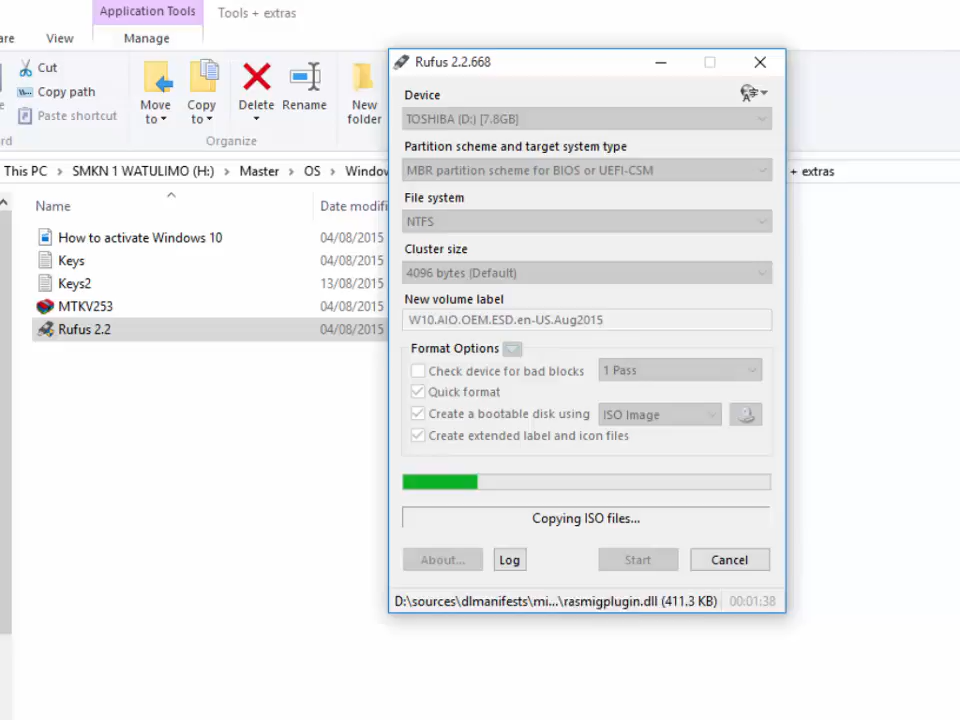 Application Tools
Tools + extras
are
View
Manage
Cut
Copy path
Paste shortcut
Move to
Copy to
Delete
Rename
New folder
rd
Organize
This PC > SMKN 1 WATULIMO (H:) > Master > OS > Window
+ extras
Name
Date modifi
How to activate Windows 10
04/08/2015
Keys
04/08/2015
Keys2
13/08/2015
MTKV253
04/08/2015
Rufus 2.2
04/08/2015
Rufus 2.2.668
Device
TOSHIBA (D:) [7.8GB]
Partition scheme and target system type
MBR partition scheme for BIOS or UEFI-CSM
File system
NTFS
Cluster size
4096 bytes (Default)
New volume label
W10.AIO.OEM.ESD.en-US.Aug2015
Format Options
Check device for bad blocks
1 Pass
Quick format
Create a bootable disk using
ISO Image
Create extended label and icon files
Copying ISO files...
About...
Log
Start
Cancel
D:\sources\dlmanifests\mi...\rasmigplugin.dll (411.3 KB)
00:01:38